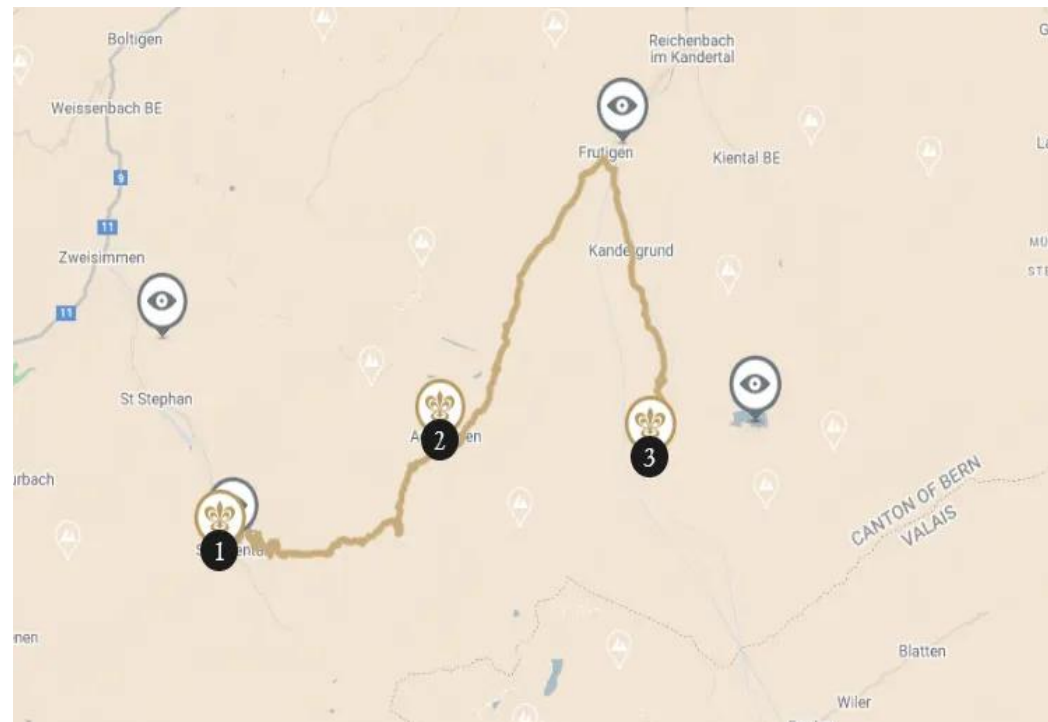 Boltigen
Reichenbach
im Kandertal
G
Weissenbach BE
Frutigen
Kiental BE
9
11
Kandergrund
Zweisimmen
11
St Stephan
2
3
CANTON OF BERN
VALAIS
1
Blatten
Wiler